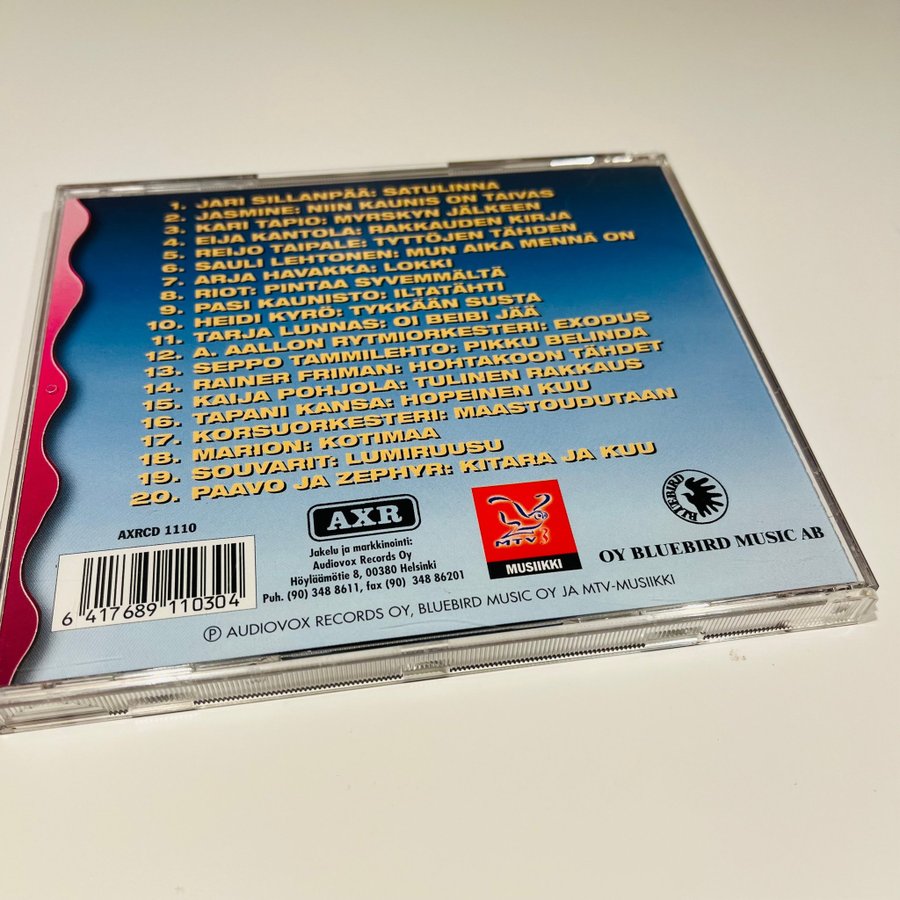 1. JARI SILLANPÄÄ: SATULINNA
2. JASMINE: NIIN KAUNIS ON TAIVAS
3. KARI TAPIO: MYRSKYN JÄLKEEN
4. EIJA KANTOLA: RAKKAUDEN KIRJA
5. REIJO TAIPALE: TYTTÖJEN TÄHDEN
6. SAULI LEHTONEN: MUN AIKA MENNÄ ON
7. ARJA HAVAKKA: LOKKI
8. RIOT: PINTAA SYVEMMÄLTÄ
9. PASI KAUNISTO: ILTATÄHTI
10. HEIDI KYRÖ: TYKKÄÄN SUSTA
11. TARJA LUNNAS: OI BEIBI JÄÄ
12. A. AALLON RYTMIORKESTERI: EXODUS
13. SEPPO TAMMILEHTO: PIKKU BELINDA
14. RAINER FRIMAN: HOHTAKOON TÄHDET
15. KAIJA POHJOLA: TULINEN RAKKAUS
16. TAPANI KANSA: HOPEINEN KUU
17. KORSUORKESTERI: MAASTOUDUTAAN
18. MARION: KOTIMAA
19. SOUVARIT: LUMIRUUSU
20. PAAVO JA ZEPHYR: KITARA JA KUU
AXRCD 1110
6 417689 110304
AXR
Jakelu ja markkinointi:
Audiovox Records Oy
Höyläämötie 8, 00380 Helsinki
Puh. (90) 348 8611, fax (90) 348 86201
MTV3
MUSIIKKI
BLUEBIRD
OY BLUEBIRD MUSIC AB
Ⓟ AUDIOVOX RECORDS OY, BLUEBIRD MUSIC OY JA MTV-MUSIIKKI